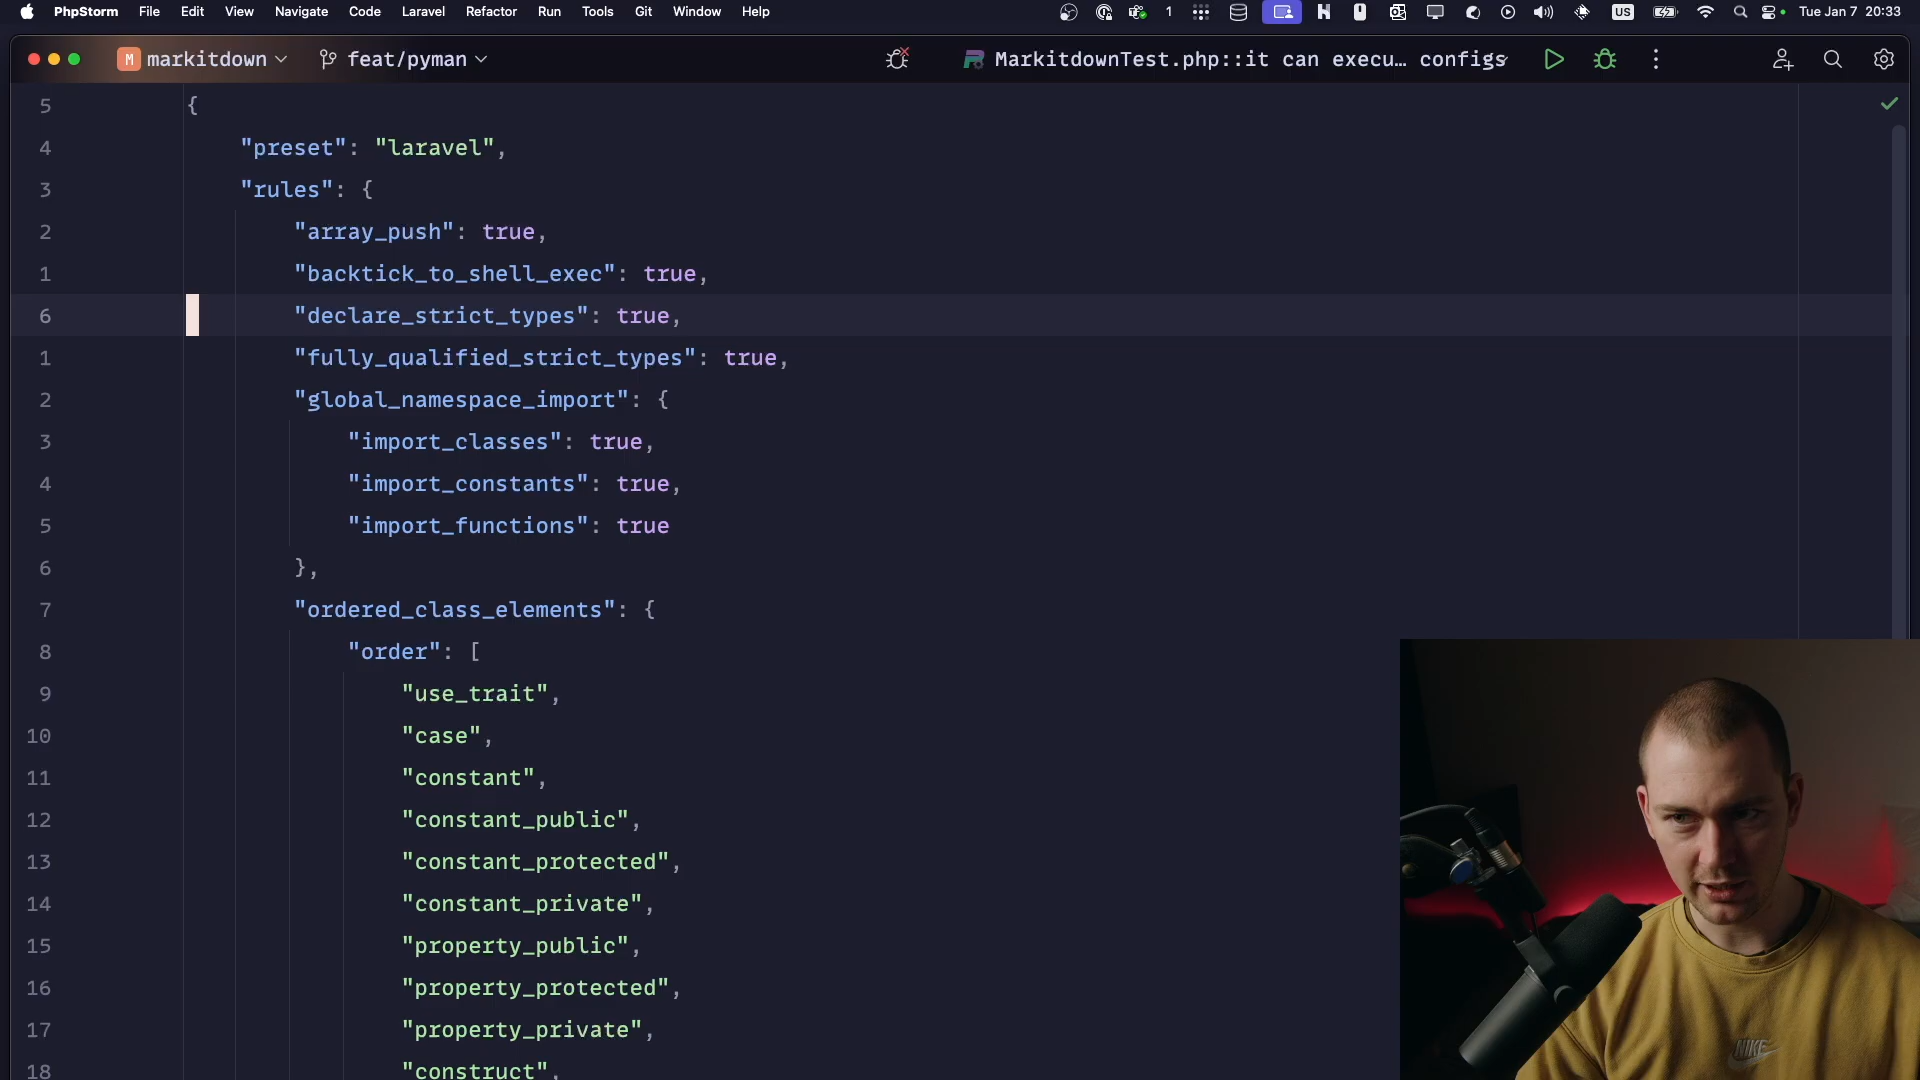 PhpStorm File Edit View Navigate Code Laravel Refactor Run Tools Git Window Help 1 US Tue Jan 7 20:33
M markitdown feat/pyman MarkitdownTest.php::it can execu... configs
5 {
4 "preset": "laravel",
3 "rules": {
2 "array_push": true,
1 "backtick_to_shell_exec": true,
6 "declare_strict_types": true,
1 "fully_qualified_strict_types": true,
2 "global_namespace_import": {
3 "import_classes": true,
4 "import_constants": true,
5 "import_functions": true
6 },
7 "ordered_class_elements": {
8 "order": [
9 "use_trait",
10 "case",
11 "constant",
12 "constant_public",
13 "constant_protected",
14 "constant_private",
15 "property_public",
16 "property_protected",
17 "property_private",
18 "construct",
NIKE